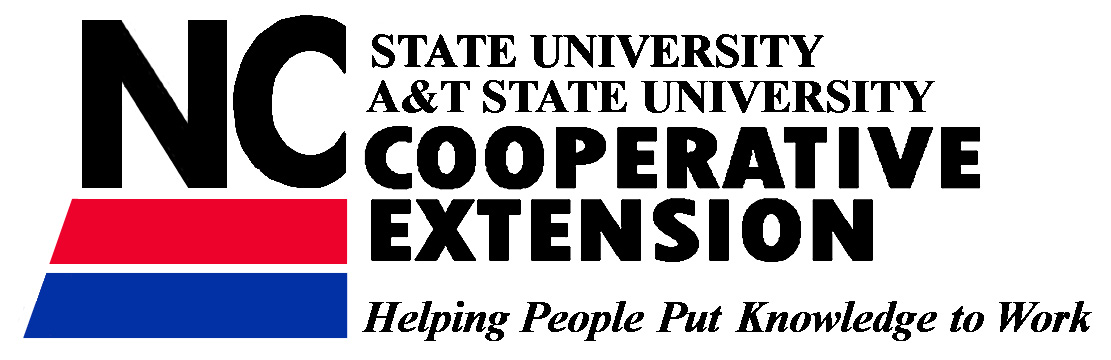 NC
STATE UNIVERSITY
A&T STATE UNIVERSITY
COOPERATIVE
EXTENSION
Helping People Put Knowledge to Work